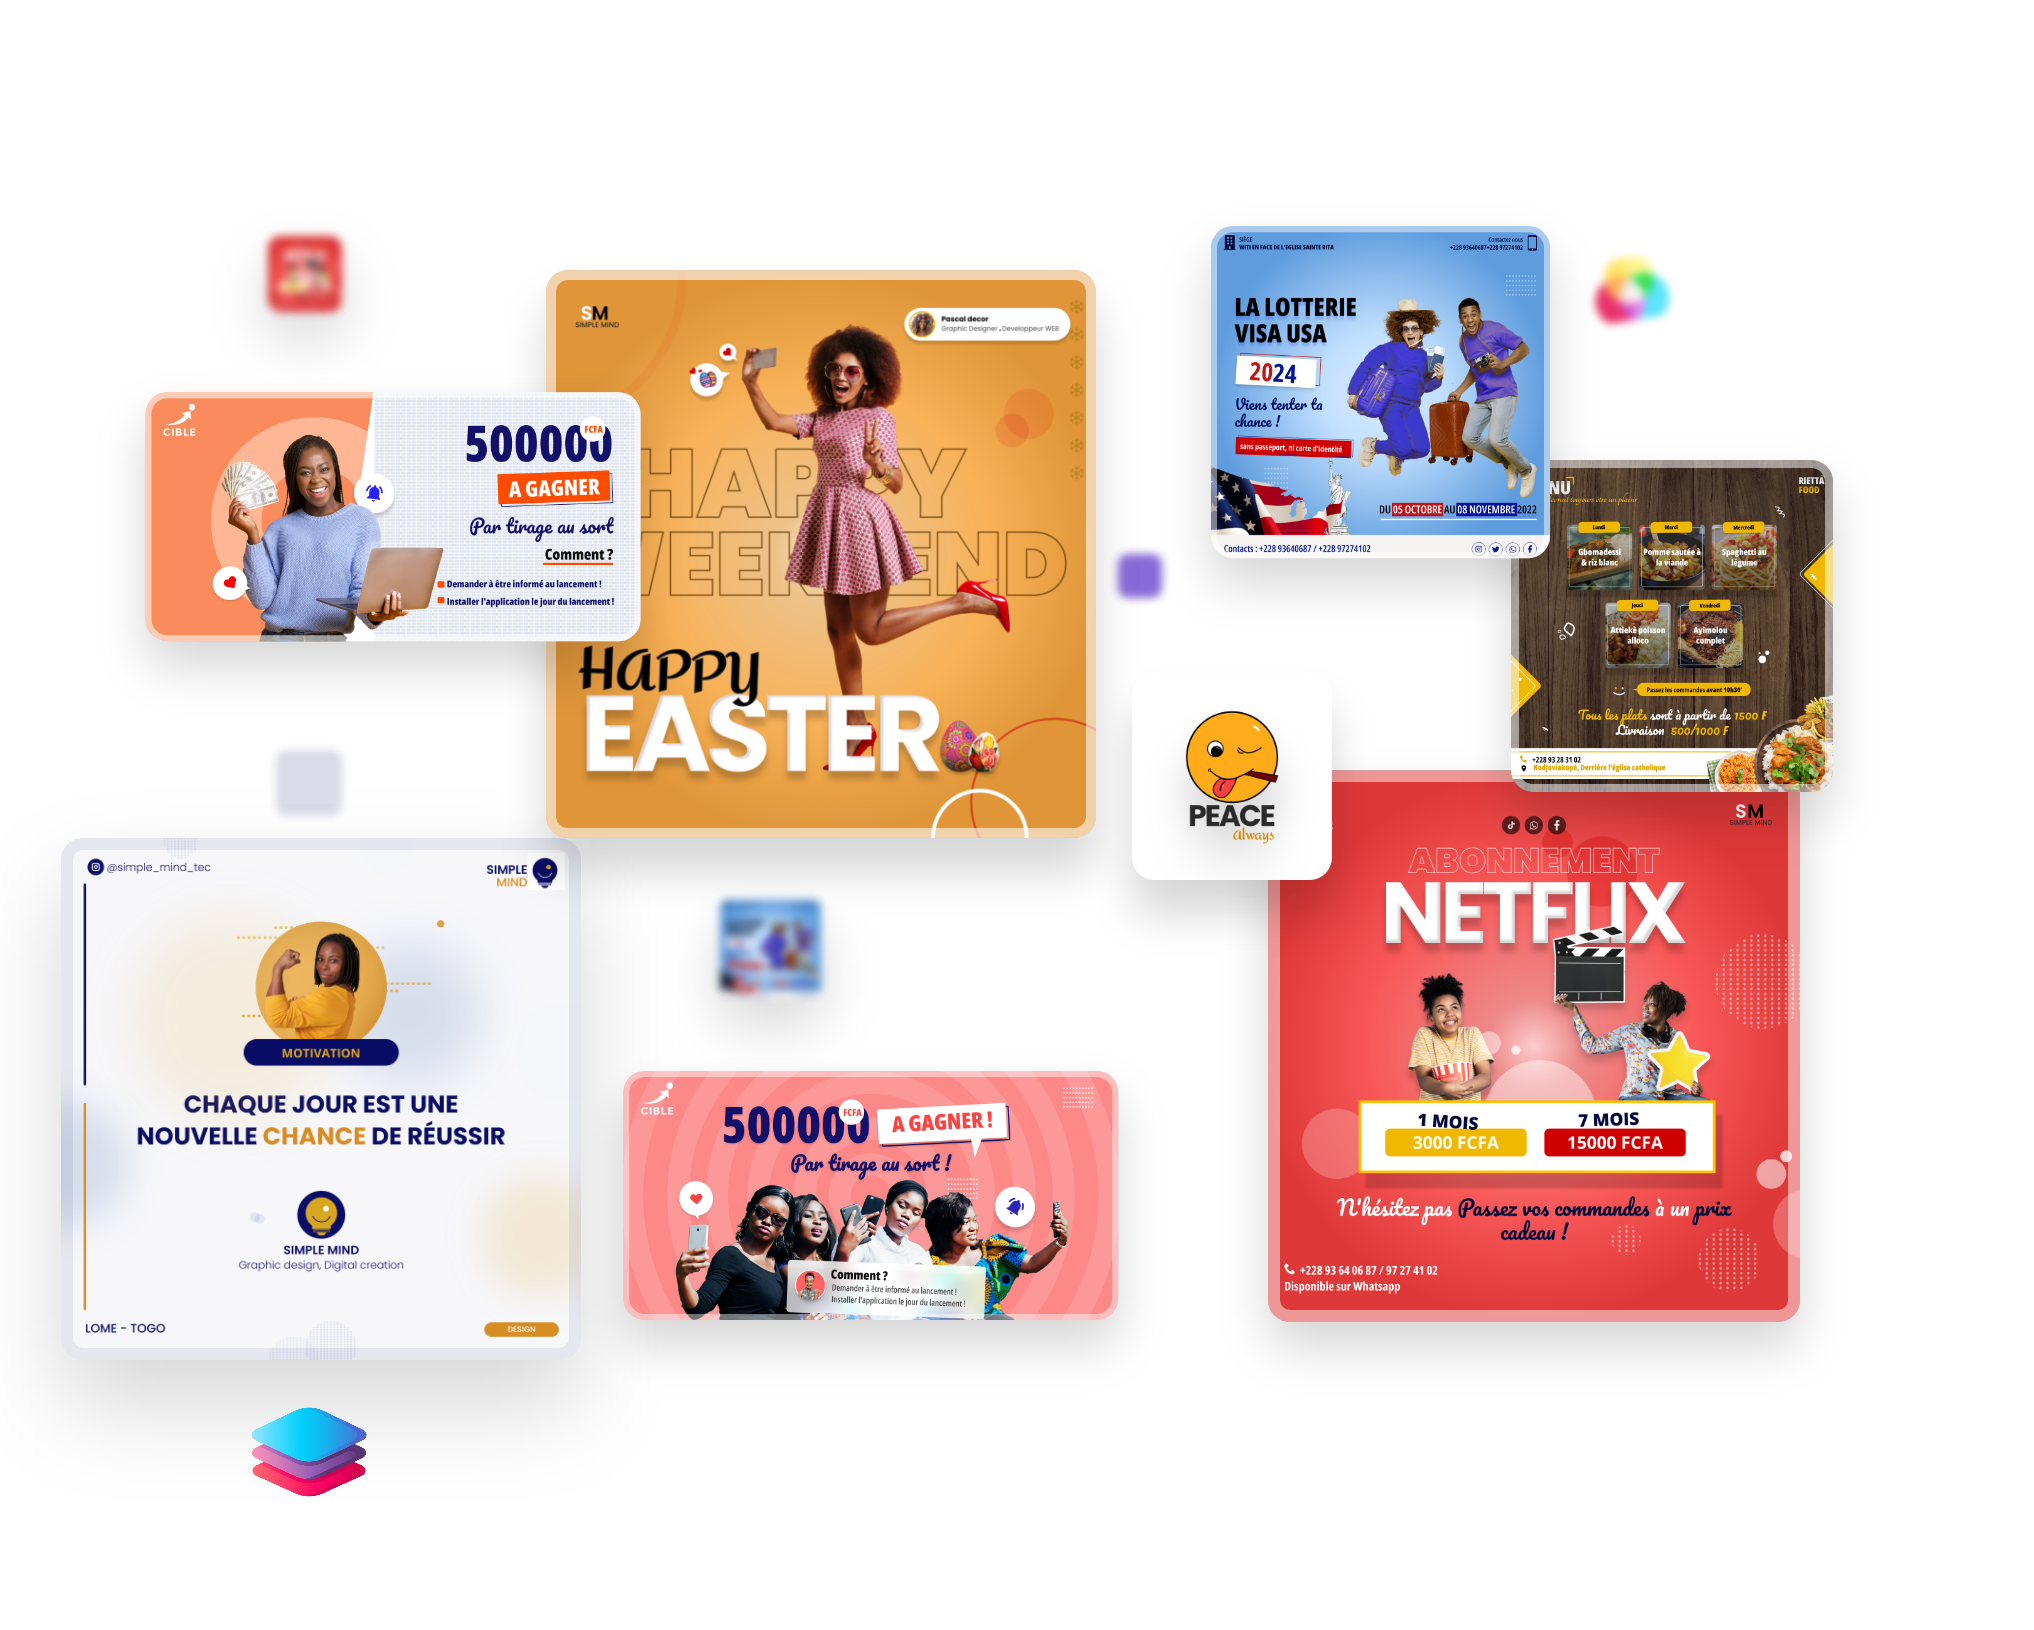 CIBLE
500000
FCFA
A GAGNER
Par tirage au sort
Comment ?
Demander à être informé au lancement !
Installer l'application le jour du lancement !
SM
SIMPLE MIND
Pascal decor
Graphic Designer . Developpeur WEB
HAPPY
WEEKEND
Happy
EASTER
SIÈGE
WITI EN FACE DE L'EGLISE SAINTE RITA
Contactez nous
+228 93640687+228 97274102
LA LOTTERIE
VISA USA
2024
Viens tenter ta
chance !
sans passeport, ni carte d'identité
DU 05 OCTOBRE AU 08 NOVEMBRE 2022
Contacts : +228 93640687 / +228 97274102
NU
toujours être un plaisir
RIETTA
FOOD
Lundi
Gbomadessi
& riz blanc
Mardi
Pomme sautée à
la viande
Mercredi
Spaghetti au
légume
Jeudi
Attiekè poisson
alloco
Vendredi
Ayimolou
complet
Passez les commandes avant 10h30'
Tous les plats sont à partir de 1500 F
Livraison 500/1000 F
+228 93 28 31 02
Kodjoviakopé, Derrière l'église catholique
PEACE
always
SM
SIMPLE MIND
ABONNEMENT
NETFLIX
1 MOIS
3000 FCFA
7 MOIS
15000 FCFA
N'hésitez pas Passez vos commandes à un prix
cadeau !
+228 93 64 06 87 / 97 27 41 02
Disponible sur Whatsapp
@simple_mind_tec
SIMPLE
MIND
MOTIVATION
CHAQUE JOUR EST UNE
NOUVELLE CHANCE DE RÉUSSIR
SIMPLE MIND
Graphic design, Digital creation
LOME - TOGO
DESIGN
CIBLE
500000
FCFA
A GAGNER !
Par tirage au sort !
Comment ?
Demander à être informé au lancement !
Installer l'application le jour du lancement !